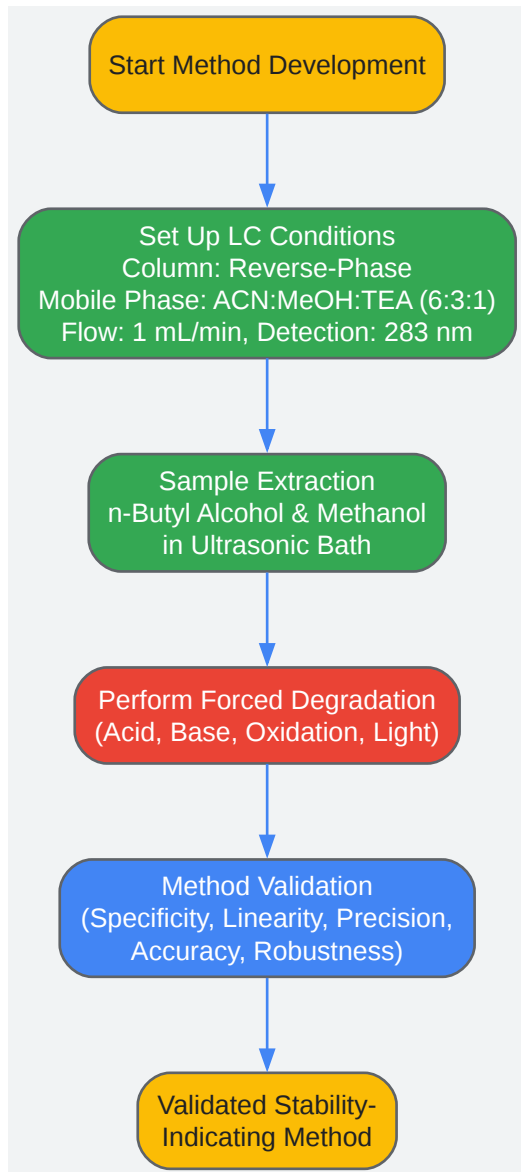 Start Method Development
Set Up LC Conditions
Column: Reverse-Phase
Mobile Phase: ACN:MeOH:TEA (6:3:1)
Flow: 1 mL/min, Detection: 283 nm
Sample Extraction
n-Butyl Alcohol & Methanol
in Ultrasonic Bath
Perform Forced Degradation
(Acid, Base, Oxidation, Light)
Method Validation
(Specificity, Linearity, Precision,
Accuracy, Robustness)
Validated Stability-
Indicating Method